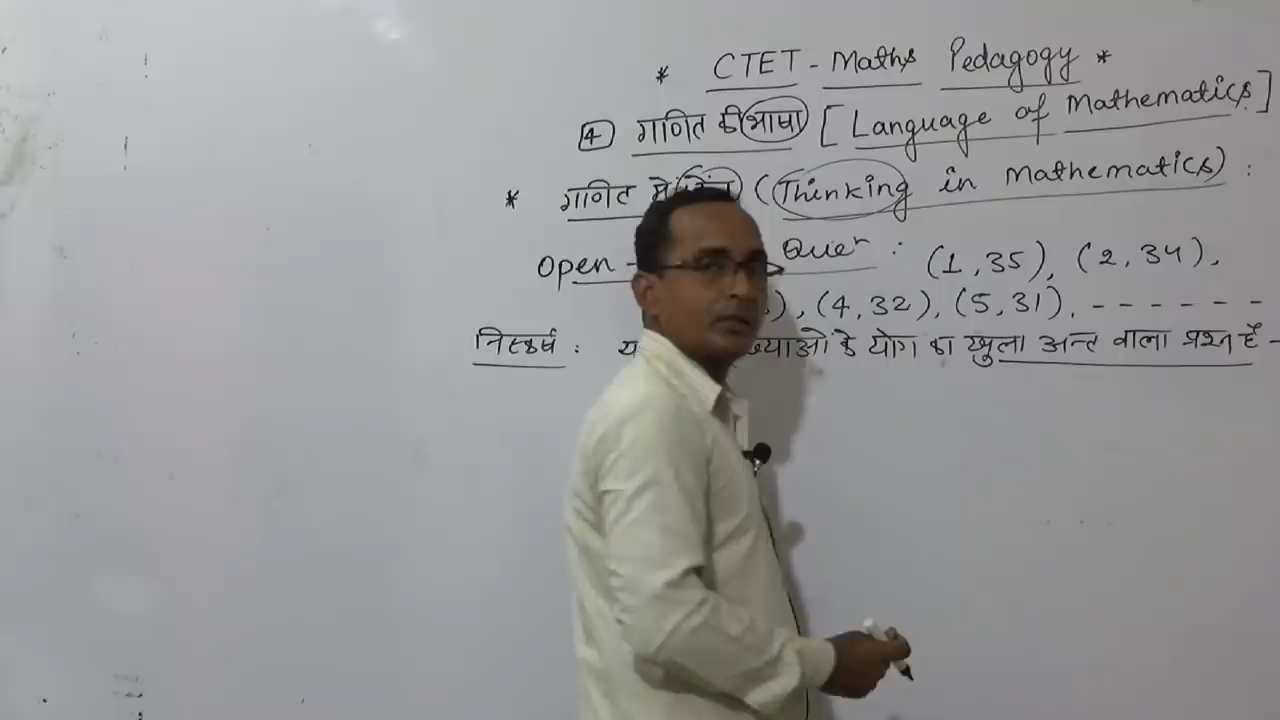 * CTET - Maths Pedagogy *
4 गणित की भाषा [Language of Mathematics]
* गणित में (Thinking in Mathematics) :
Open - Quer : (1, 35), (2, 34),
), (4, 32), (5, 31), - - - - - -
निस्कर्ष : के योग का खुला अन्त वाला प्रश्न है -